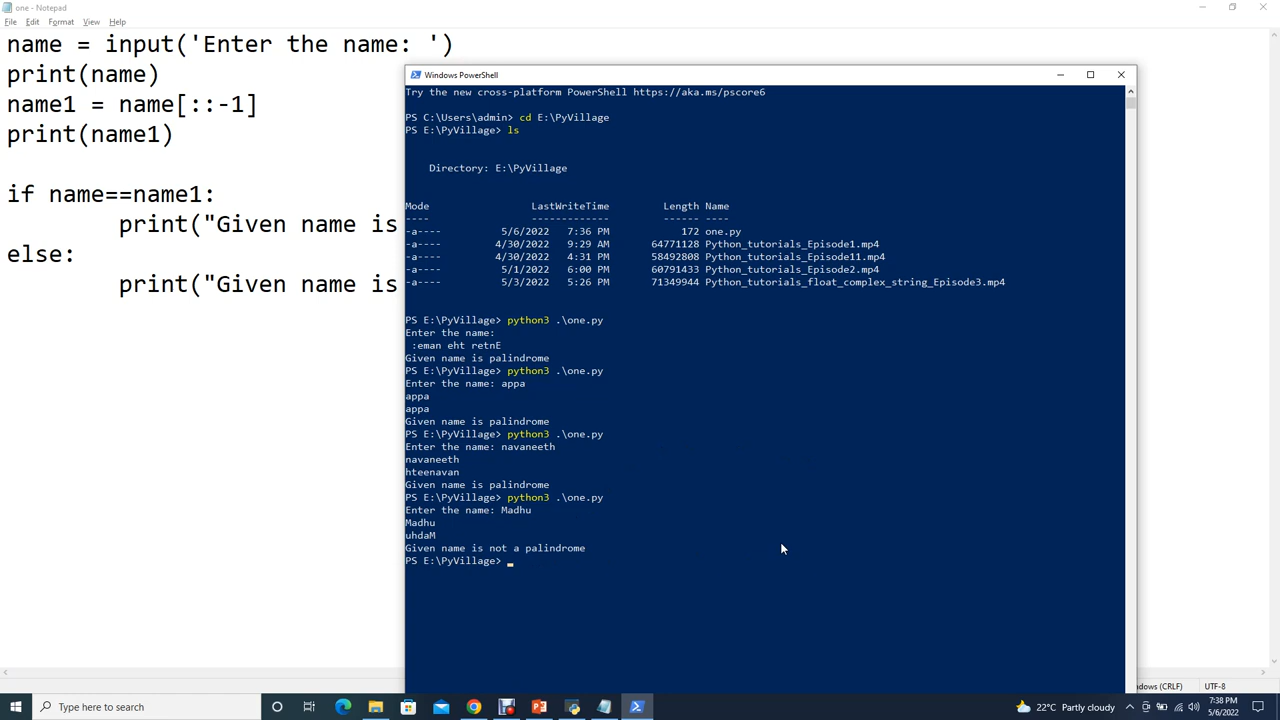 one - Notepad
File Edit Format View Help
name = input('Enter the name: ')
print(name)
name1 = name[::-1]
print(name1)
if name==name1:
print("Given name is
else:
print("Given name is
Windows PowerShell
Try the new cross-platform PowerShell https://aka.ms/pscore6
PS C:\Users\admin> cd E:\PyVillage
PS E:\PyVillage> ls
Directory: E:\PyVillage
Mode LastWriteTime Length Name
---- ------------- ------ ----
-a---- 5/6/2022 7:36 PM 172 one.py
-a---- 4/30/2022 9:29 AM 64771128 Python_tutorials_Episode1.mp4
-a---- 4/30/2022 4:31 PM 58492808 Python_tutorials_Episode11.mp4
-a---- 5/1/2022 6:00 PM 60791433 Python_tutorials_Episode2.mp4
-a---- 5/3/2022 5:26 PM 71349944 Python_tutorials_float_complex_string_Episode3.mp4
PS E:\PyVillage> python3 .\one.py
Enter the name:
:eman eht retnE
Given name is palindrome
PS E:\PyVillage> python3 .\one.py
Enter the name: appa
appa
appa
Given name is palindrome
PS E:\PyVillage> python3 .\one.py
Enter the name: navaneeth
navaneeth
hteenavan
Given name is palindrome
PS E:\PyVillage> python3 .\one.py
Enter the name: Madhu
Madhu
uhdaM
Given name is not a palindrome
PS E:\PyVillage>
ndows (CRLF) UTF-8
Type here to search
22°C Partly cloudy
7:38 PM
5/6/2022